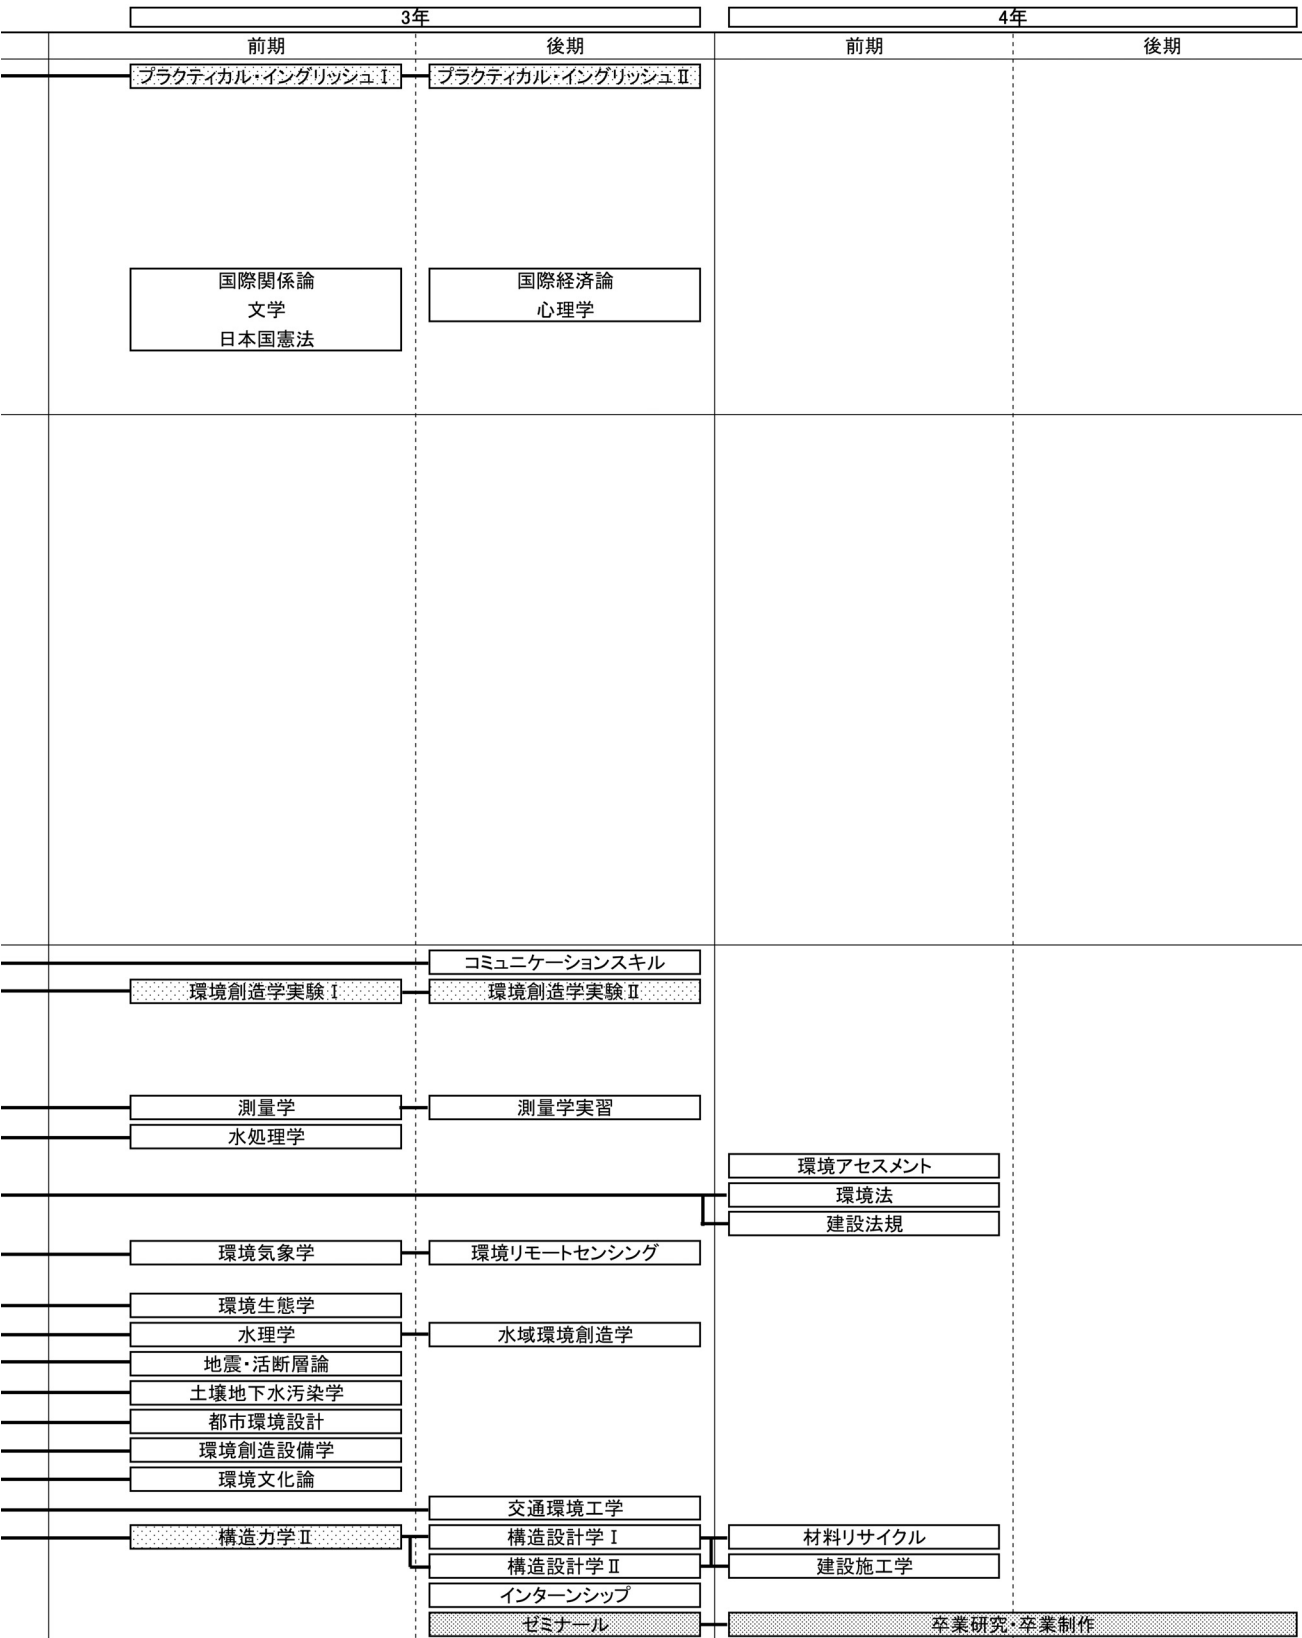 3年 4年
前期 後期 前期 後期
プラクティカル・イングリッシュⅠ プラクティカル・イングリッシュⅡ
国際関係論 国際経済論
文学 心理学
日本国憲法
コミュニケーションスキル
環境創造学実験Ⅰ 環境創造学実験Ⅱ
測量学 測量学実習
水処理学
環境アセスメント
環境法
建設法規
環境気象学 環境リモートセンシング
環境生態学
水理学 水域環境創造学
地震・活断層論
土壌地下水汚染学
都市環境設計
環境創造設備学
環境文化論
交通環境工学
構造力学Ⅱ 構造設計学Ⅰ 材料リサイクル
構造設計学Ⅱ 建設施工学
インターンシップ
ゼミナール 卒業研究・卒業制作